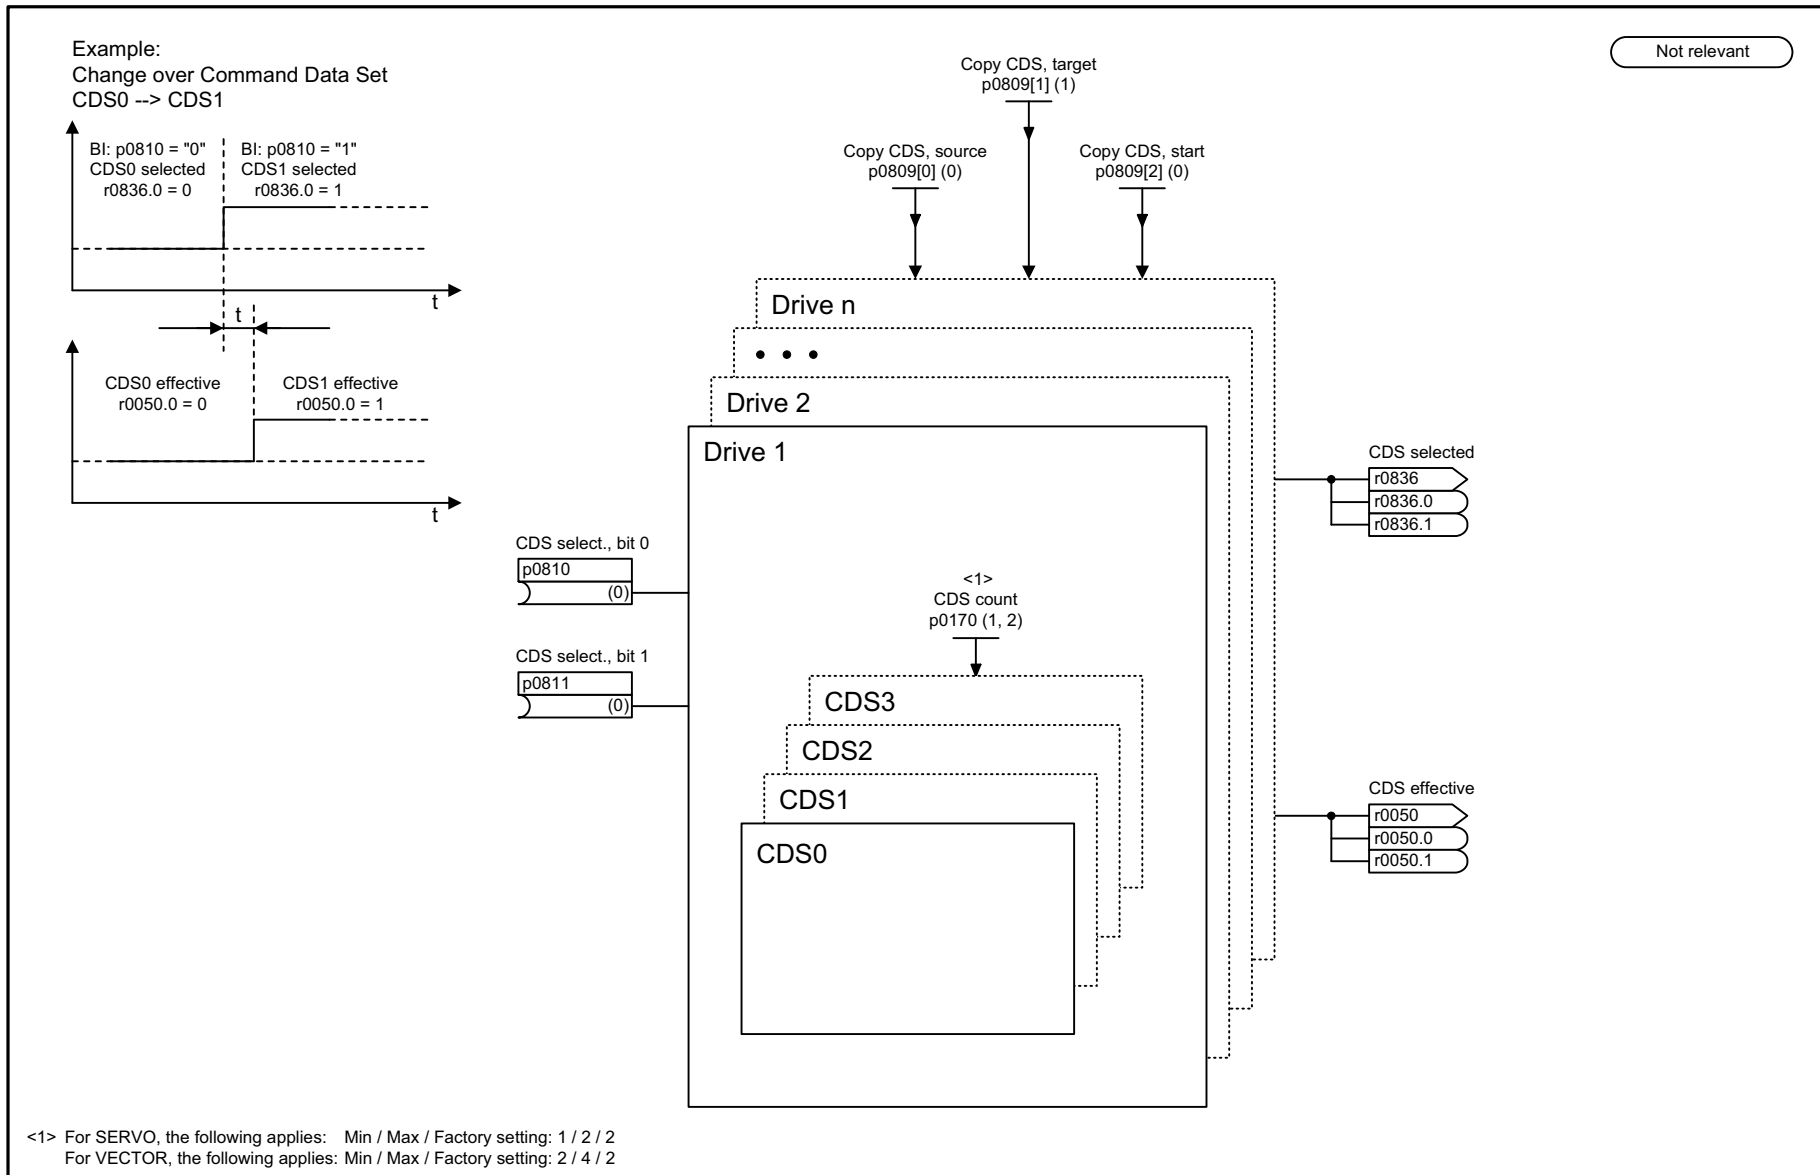 Example:
Change over Command Data Set
CDS0 --> CDS1
BI: p0810 = "0"
CDS0 selected
r0836.0 = 0
BI: p0810 = "1"
CDS1 selected
r0836.0 = 1
t
t
CDS0 effective
r0050.0 = 0
CDS1 effective
r0050.0 = 1
t
Not relevant
Copy CDS, target
p0809[1] (1)
Copy CDS, source
p0809[0] (0)
Copy CDS, start
p0809[2] (0)
Drive n
• • •
Drive 2
Drive 1
CDS select., bit 0
p0810
(0)
CDS select., bit 1
p0811
(0)
<1>
CDS count
p0170 (1, 2)
CDS3
CDS2
CDS1
CDS0
CDS selected
r0836
r0836.0
r0836.1
CDS effective
r0050
r0050.0
r0050.1
<1> For SERVO, the following applies: Min / Max / Factory setting: 1 / 2 / 2
For VECTOR, the following applies: Min / Max / Factory setting: 2 / 4 / 2